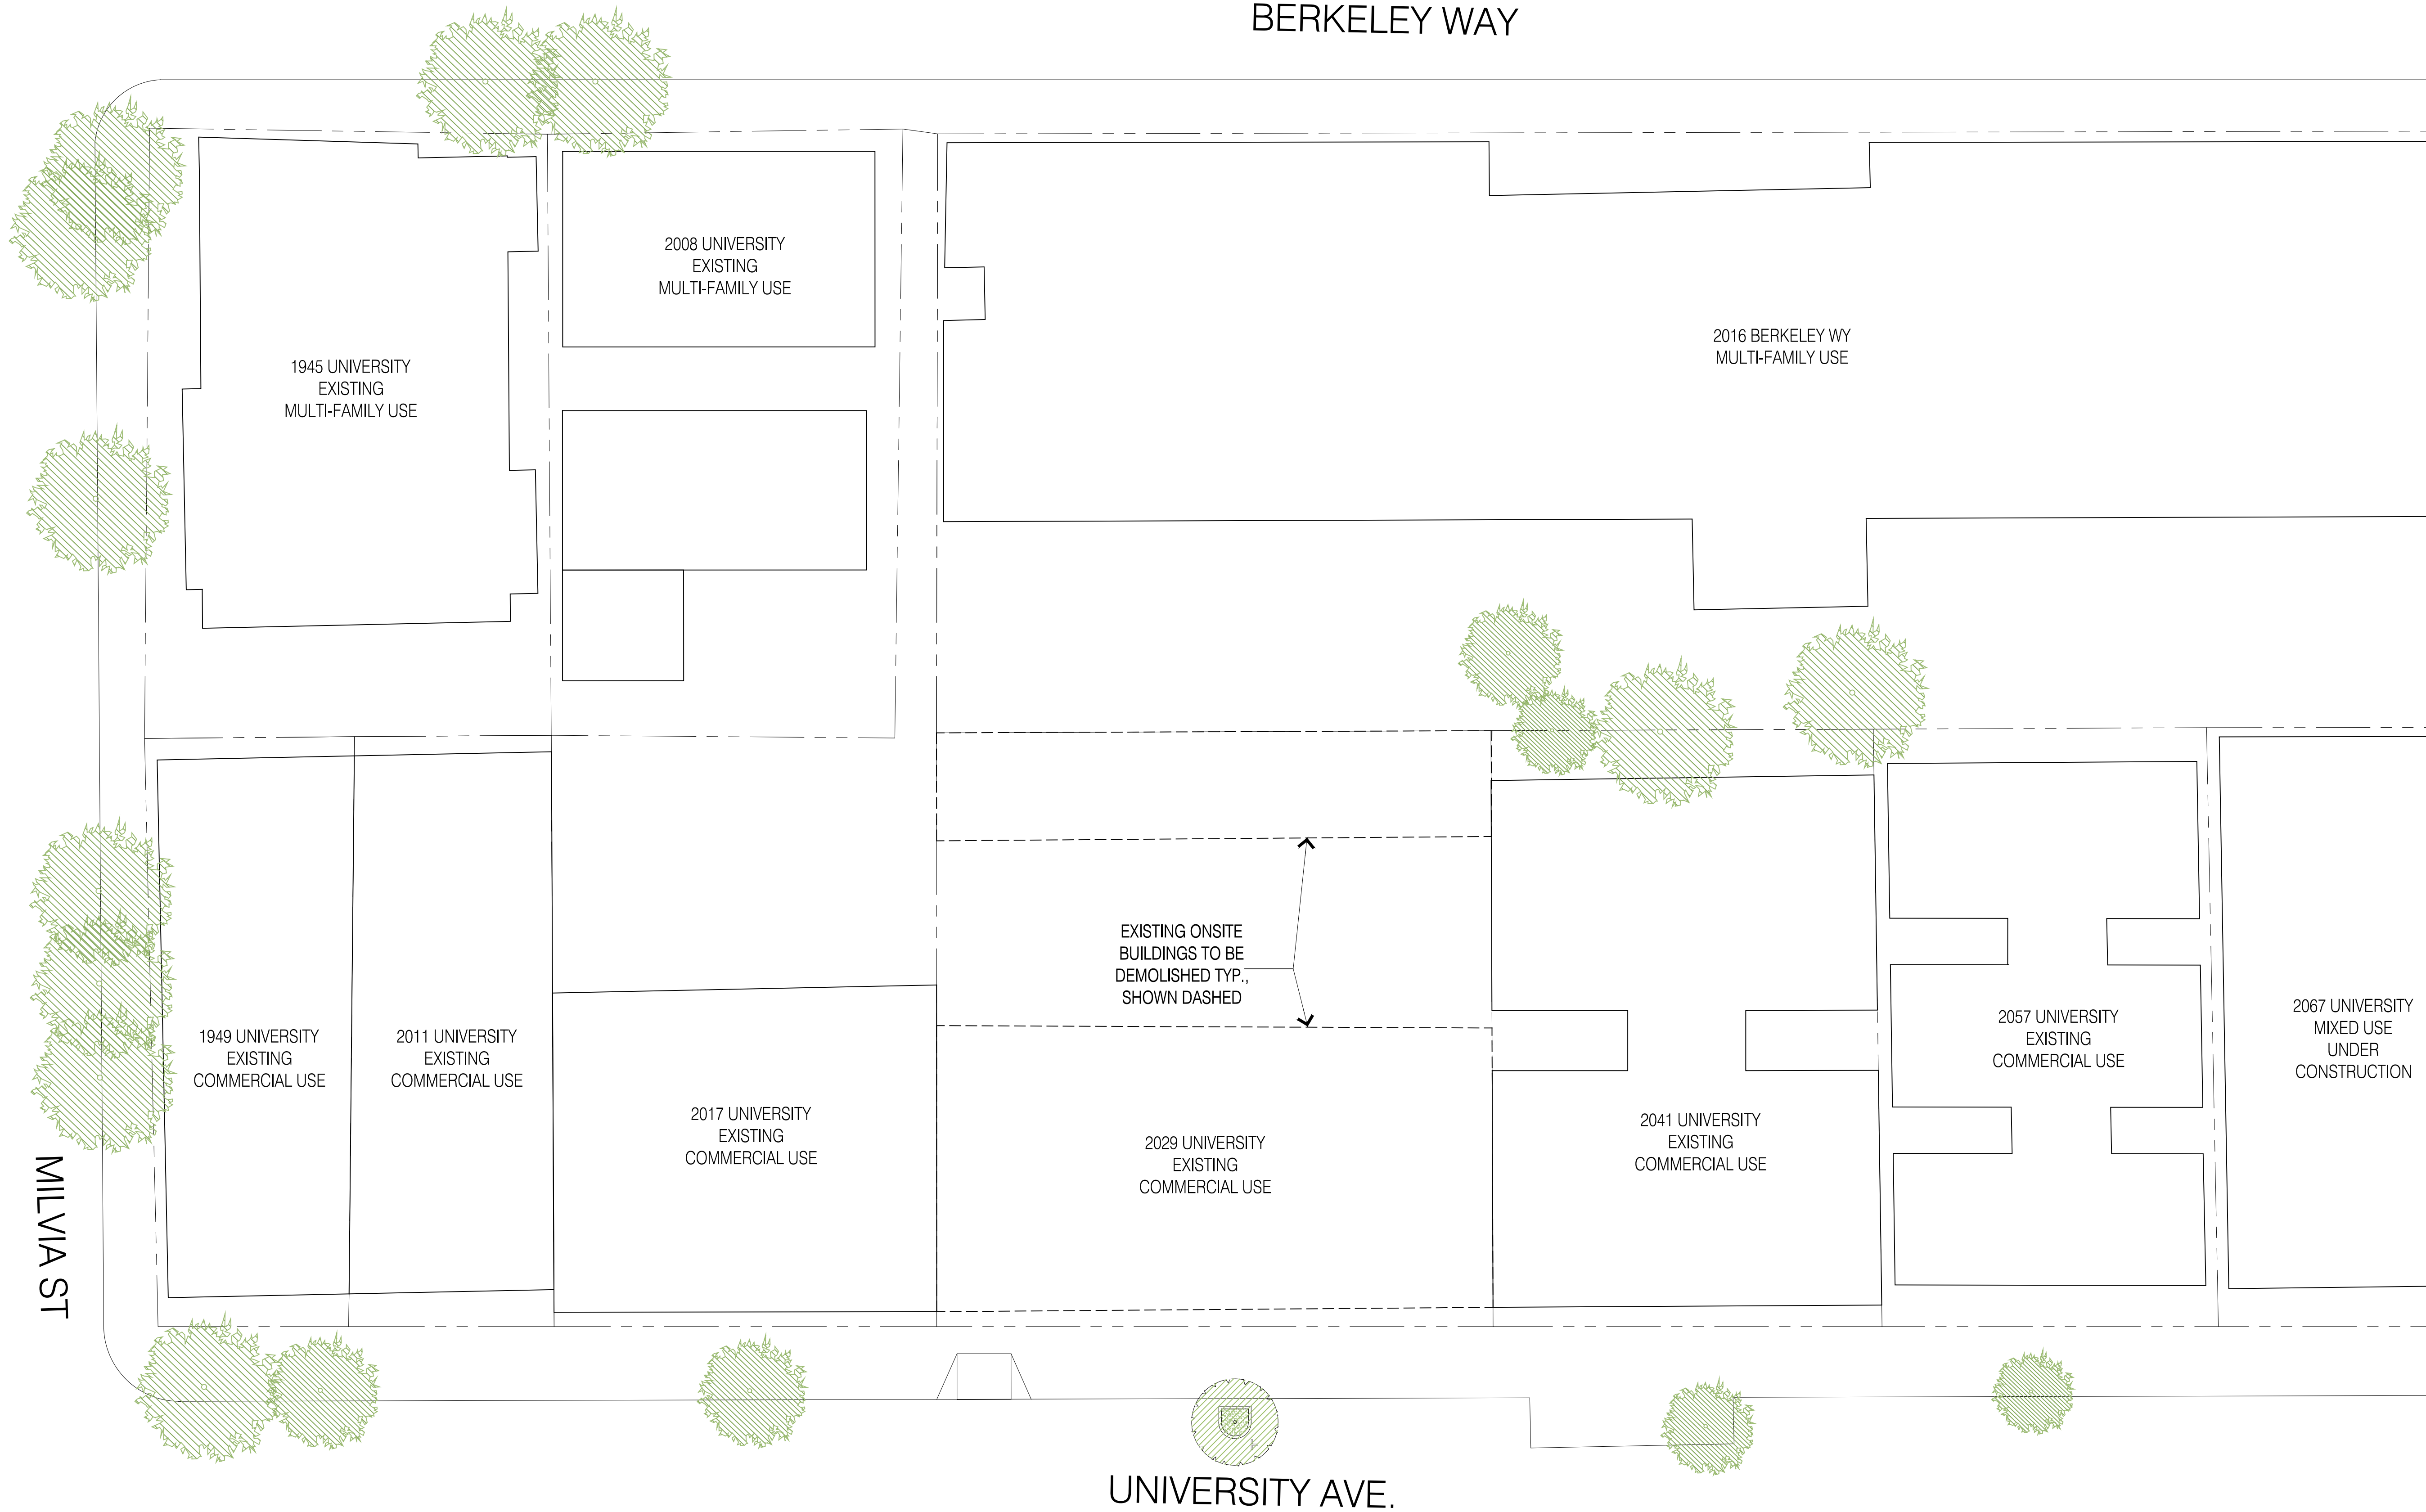 BERKELEY WAY
2008 UNIVERSITY
EXISTING
MULTI-FAMILY USE
2016 BERKELEY WY
MULTI-FAMILY USE
1945 UNIVERSITY
EXISTING
MULTI-FAMILY USE
EXISTING ONSITE
BUILDINGS TO BE
DEMOLISHED TYP.,
SHOWN DASHED
1949 UNIVERSITY
EXISTING
COMMERCIAL USE
2011 UNIVERSITY
EXISTING
COMMERCIAL USE
2017 UNIVERSITY
EXISTING
COMMERCIAL USE
2029 UNIVERSITY
EXISTING
COMMERCIAL USE
2041 UNIVERSITY
EXISTING
COMMERCIAL USE
2057 UNIVERSITY
EXISTING
COMMERCIAL USE
2067 UNIVERSITY
MIXED USE
UNDER
CONSTRUCTION
MILVIA ST
UNIVERSITY AVE.